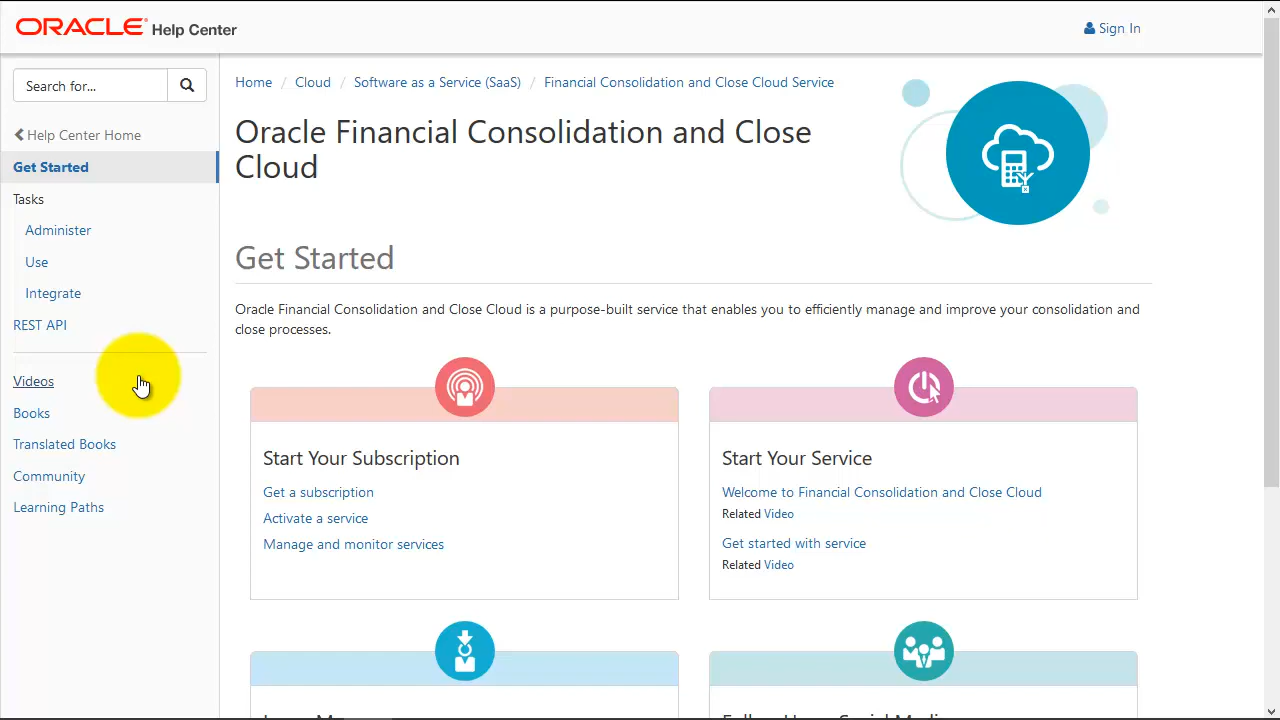 ORACLE® Help Center
Sign In
Search for...
Help Center Home
Get Started
Tasks
Administer
Use
Integrate
REST API
Videos
Books
Translated Books
Community
Learning Paths
Home / Cloud / Software as a Service (SaaS) / Financial Consolidation and Close Cloud Service
Oracle Financial Consolidation and Close
Cloud
Get Started
Oracle Financial Consolidation and Close Cloud is a purpose-built service that enables you to efficiently manage and improve your consolidation and
close processes.
Start Your Subscription
Get a subscription
Activate a service
Manage and monitor services
Start Your Service
Welcome to Financial Consolidation and Close Cloud
Related Video
Get started with service
Related Video